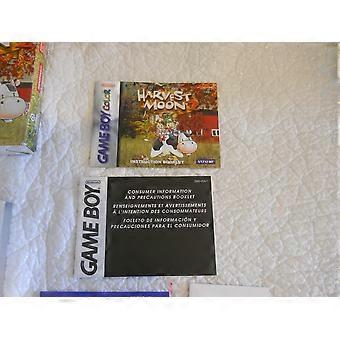 GAME BOY COLOR
HARVEST
MOON
INSTRUCTION BOOKLET
GAME BOY
CONSUMER INFORMATION
AND PRECAUTIONS BOOKLET
RENSEIGNEMENTS ET AVERTISSEMENTS
À L'INTENTION DES CONSOMMATEURS
FOLLETO DE INFORMACIÓN Y
PRECAUCIONES PARA EL CONSUMIDOR